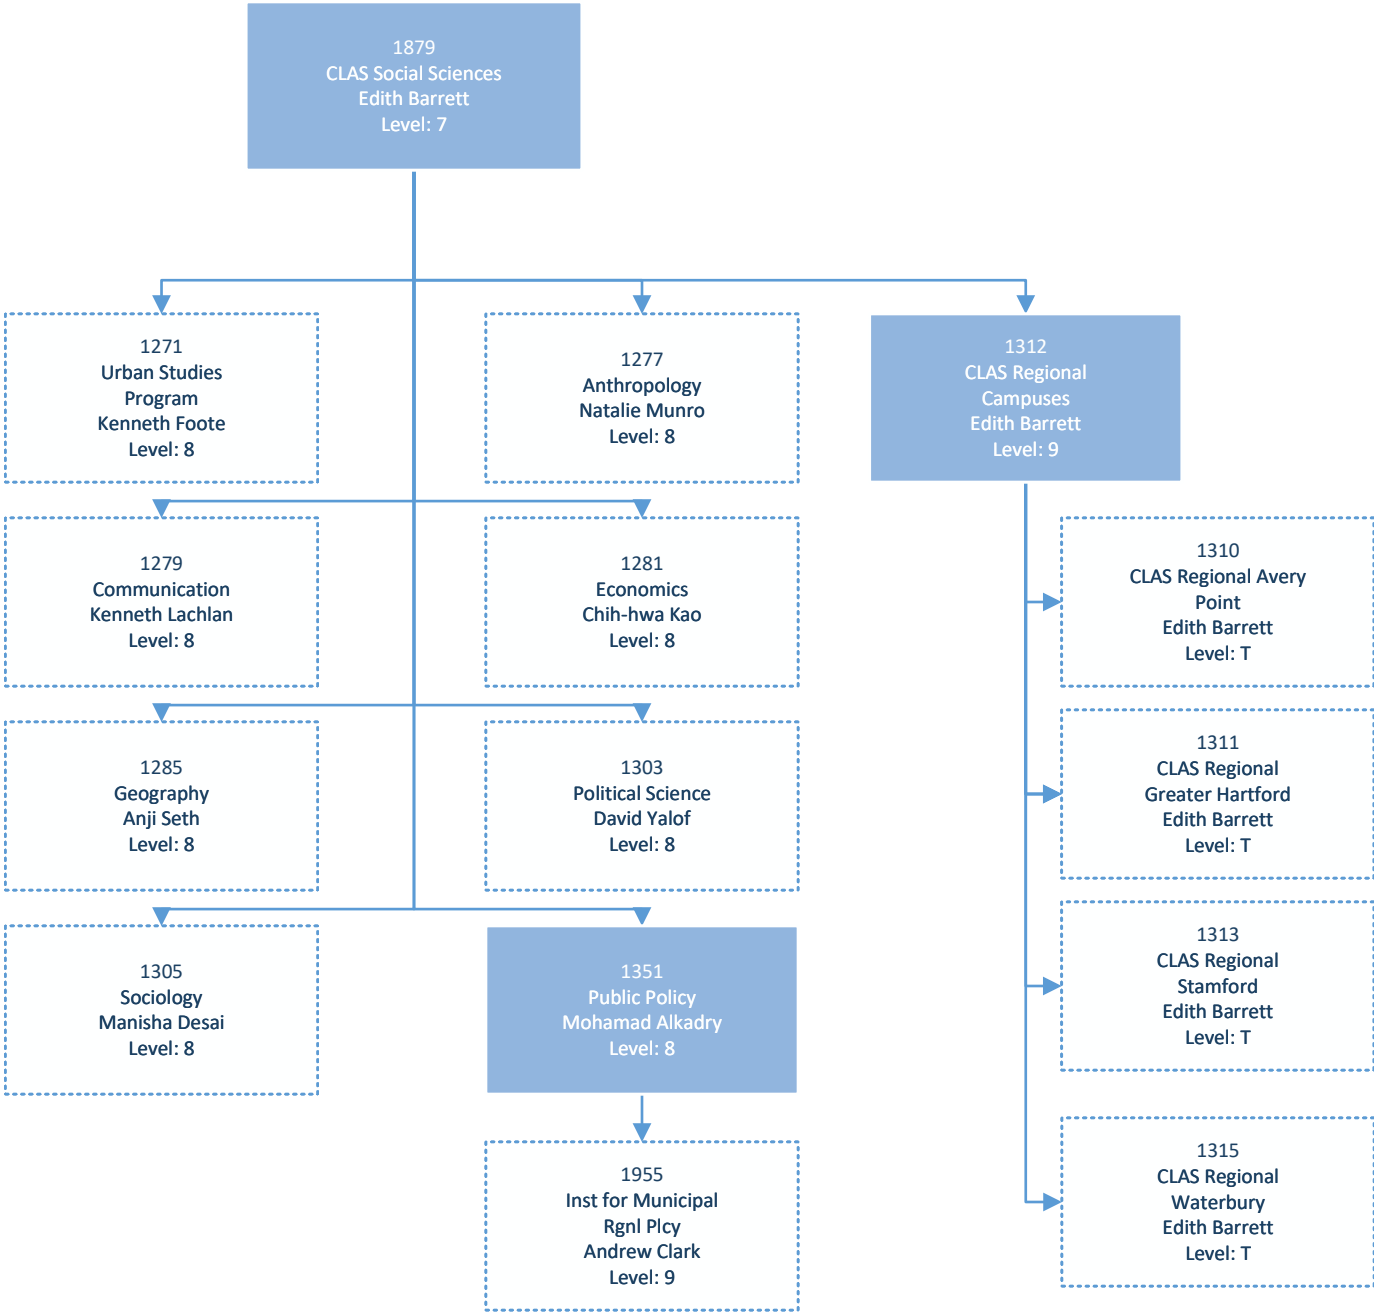 1879
CLAS Social Sciences
Edith Barrett
Level: 7
1271
Urban Studies
Program
Kenneth Foote
Level: 8
1277
Anthropology
Natalie Munro
Level: 8
1312
CLAS Regional
Campuses
Edith Barrett
Level: 9
1279
Communication
Kenneth Lachlan
Level: 8
1281
Economics
Chih-hwa Kao
Level: 8
1310
CLAS Regional Avery
Point
Edith Barrett
Level: T
1285
Geography
Anji Seth
Level: 8
1303
Political Science
David Yalof
Level: 8
1311
CLAS Regional
Greater Hartford
Edith Barrett
Level: T
1305
Sociology
Manisha Desai
Level: 8
1351
Public Policy
Mohamad Alkadry
Level: 8
1313
CLAS Regional
Stamford
Edith Barrett
Level: T
1955
Inst for Municipal
Rgnl Plcy
Andrew Clark
Level: 9
1315
CLAS Regional
Waterbury
Edith Barrett
Level: T